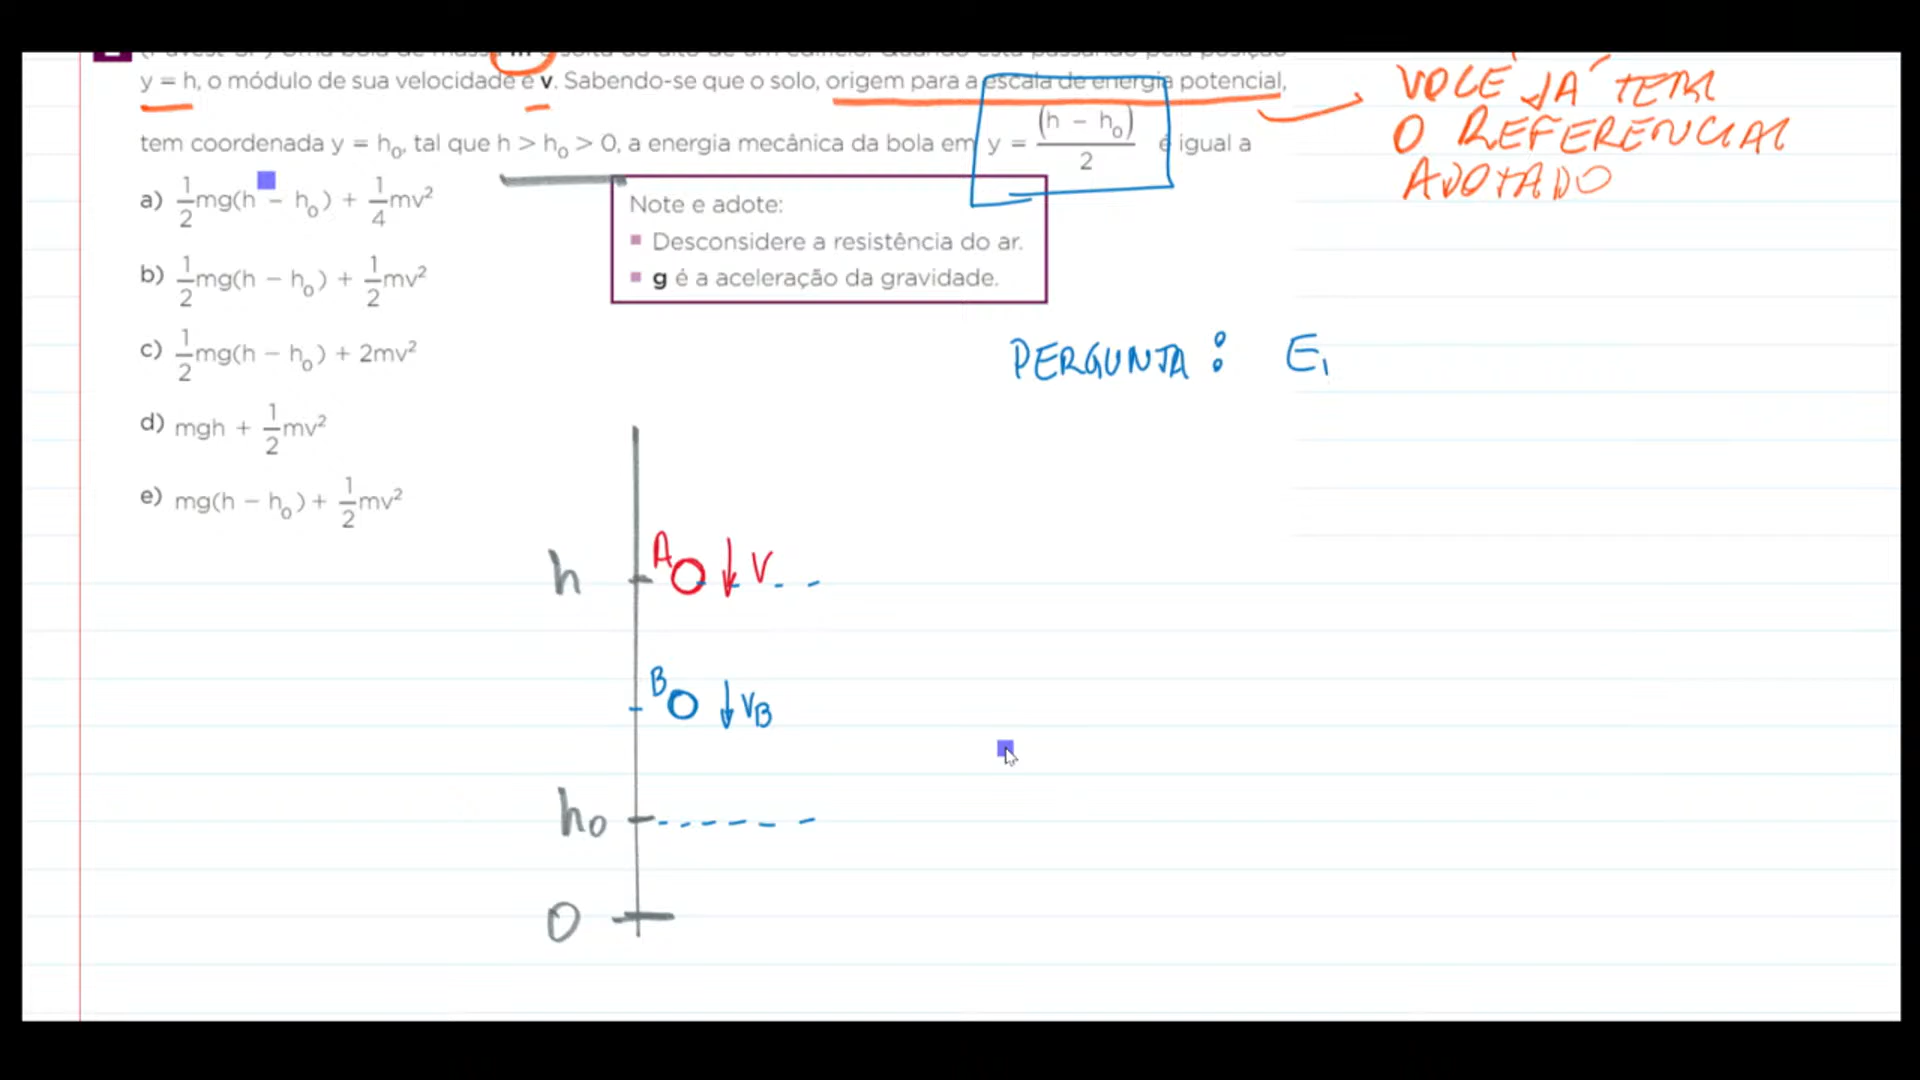 y = h, o módulo de sua velocidade é v. Sabendo-se que o solo, origem para a escala de energia potencial,
tem coordenada y = h₀, tal que h > h₀ > 0, a energia mecânica da bola em y = (h − h₀)/2 é igual a
VOCÊ JÁ TEM
O REFERENCIAL
ADOTADO
a) 1/2 mg(h − h₀) + 1/4 mv²
b) 1/2 mg(h − h₀) + 1/2 mv²
c) 1/2 mg(h − h₀) + 2mv²
d) mgh + 1/2 mv²
e) mg(h − h₀) + 1/2 mv²
Note e adote:
Desconsidere a resistência do ar.
g é a aceleração da gravidade.
PERGUNTA: E
h A V
B VB
h₀
0